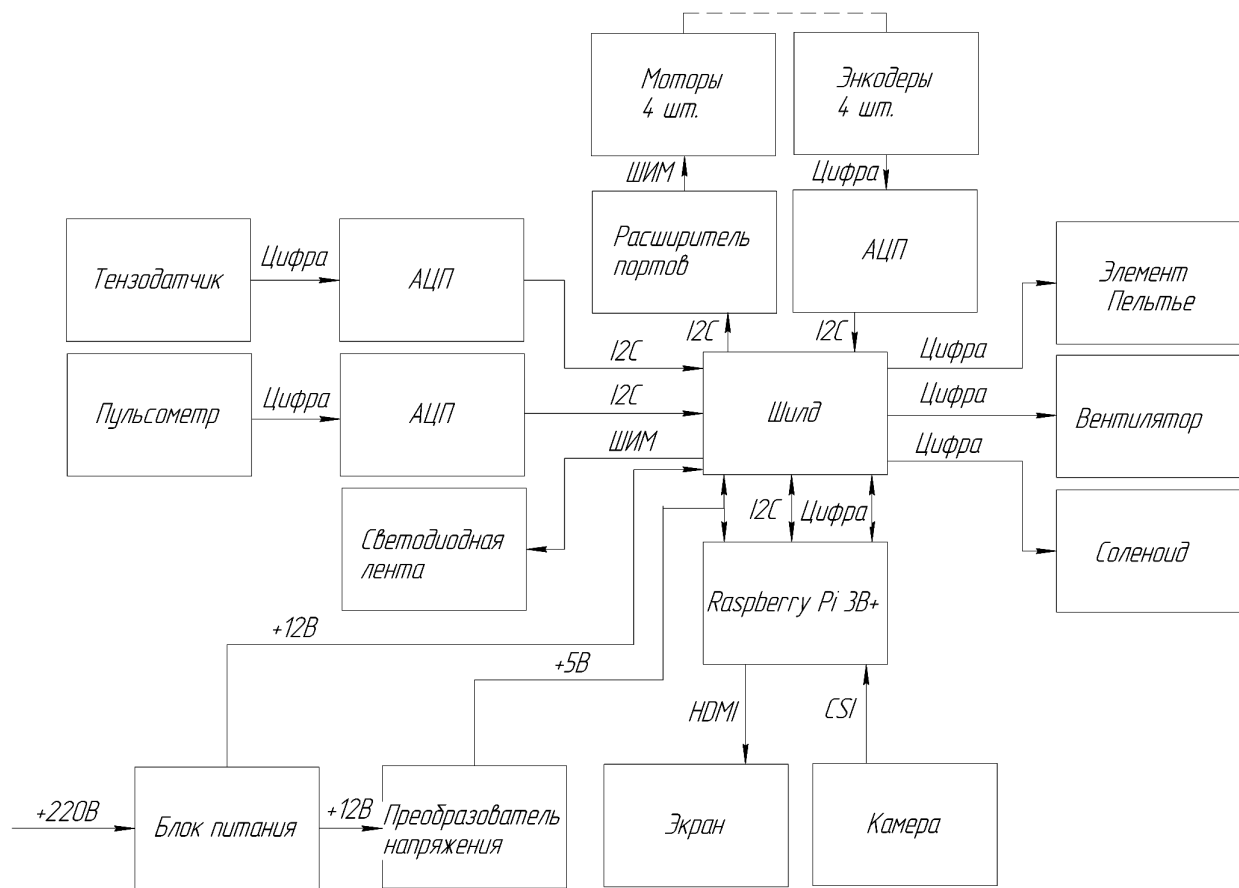 Моторы
4 шт.
Энкодеры
4 шт.
ШИМ
Цифра
Тензодатчик
Цифра
АЦП
Расширитель
портов
АЦП
Элемент
Пельтье
I2C
I2C
I2C
Цифра
Пульсометр
Цифра
АЦП
I2C
Шилд
Цифра
Вентилятор
ШИМ
Цифра
Светодиодная
лента
I2C
Цифра
Соленоид
Raspberry Pi 3B+
+12В
+5В
HDMI
CSI
+220В
Блок питания
+12В
Преобразователь
напряжения
Экран
Камера